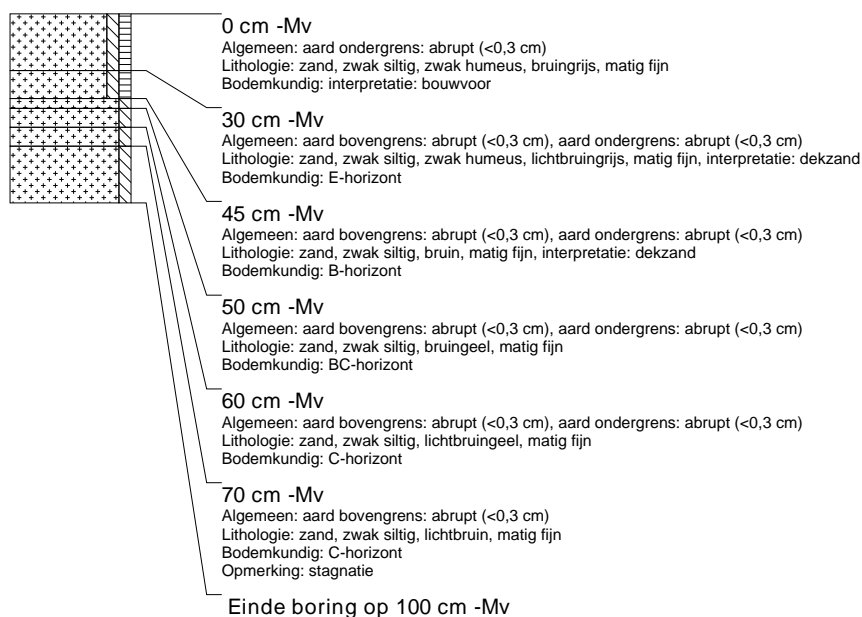 0 cm -Mv
Algemeen: aard ondergrens: abrupt (<0,3 cm)
Lithologie: zand, zwak siltig, zwak humeus, bruingrijs, matig fijn
Bodemkundig: interpretatie: bouwvoor
30 cm -Mv
Algemeen: aard bovengrens: abrupt (<0,3 cm), aard ondergrens: abrupt (<0,3 cm)
Lithologie: zand, zwak siltig, zwak humeus, lichtbruingrijs, matig fijn, interpretatie: dekzand
Bodemkundig: E-horizont
45 cm -Mv
Algemeen: aard bovengrens: abrupt (<0,3 cm), aard ondergrens: abrupt (<0,3 cm)
Lithologie: zand, zwak siltig, bruin, matig fijn, interpretatie: dekzand
Bodemkundig: B-horizont
50 cm -Mv
Algemeen: aard bovengrens: abrupt (<0,3 cm), aard ondergrens: abrupt (<0,3 cm)
Lithologie: zand, zwak siltig, bruingeel, matig fijn
Bodemkundig: BC-horizont
60 cm -Mv
Algemeen: aard bovengrens: abrupt (<0,3 cm), aard ondergrens: abrupt (<0,3 cm)
Lithologie: zand, zwak siltig, lichtbruingeel, matig fijn
Bodemkundig: C-horizont
70 cm -Mv
Algemeen: aard bovengrens: abrupt (<0,3 cm)
Lithologie: zand, zwak siltig, lichtbruin, matig fijn
Bodemkundig: C-horizont
Opmerking: stagnatie
Einde boring op 100 cm -Mv